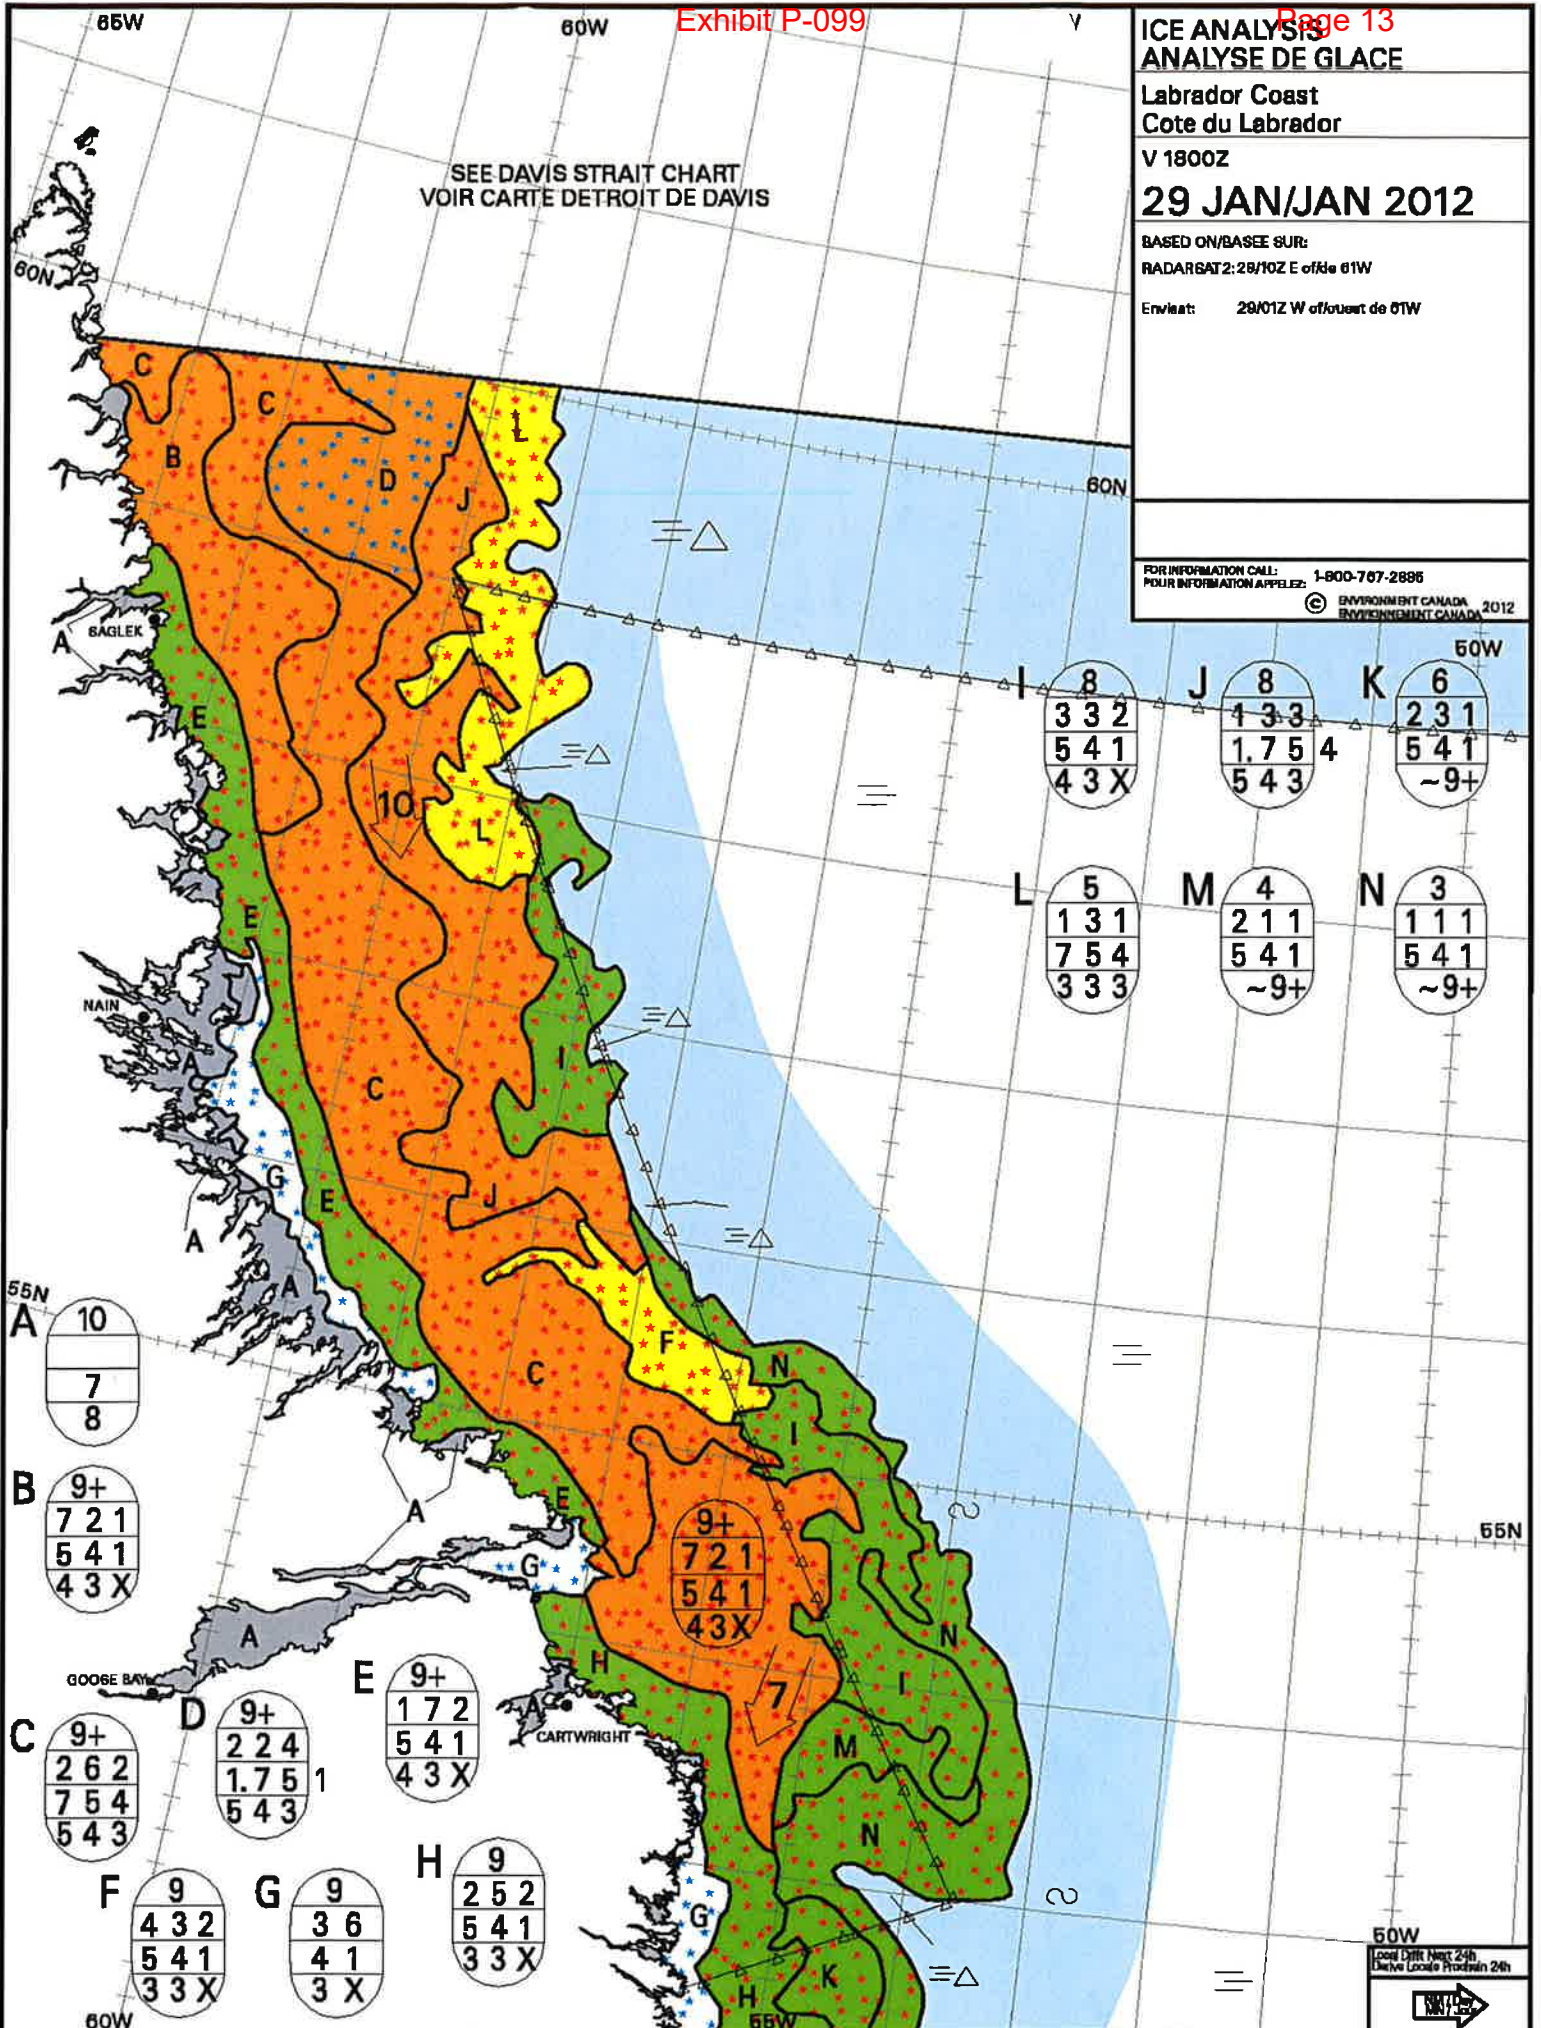 65W
60W
Exhibit P-099
Page 13
ICE ANALYSIS
ANALYSE DE GLACE
Labrador Coast
Cote du Labrador
V 1800Z
29 JAN/JAN 2012
BASED ON/BASEE SUR:
RADARSAT2: 29/10Z E of/de 61W
Envisat: 29/01Z W of/ouest de 61W
FOR INFORMATION CALL:
POUR INFORMATION APPELEZ: 1-800-767-2885
© ENVIRONMENT CANADA
ENVIRONNEMENT CANADA 2012
SEE DAVIS STRAIT CHART
VOIR CARTE DETROIT DE DAVIS
60N
C
C
L
B
D
J
60N
A
SAGLEK
50W
E
10
L
I
8
3 3 2
5 4 1
4 3 X
J
8
1 3 3
1. 7 5 4
5 4 3
K
6
2 3 1
5 4 1
~9+
L
5
1 3 1
7 5 4
3 3 3
M
4
2 1 1
5 4 1
~9+
N
3
1 1 1
5 4 1
~9+
E
NAIN
A
I
C
G
E
J
A
A
55N
A
10
7
8
F
N
C
I
B
9+
7 2 1
5 4 1
4 3 X
A
E
9+
7 2 1
5 4 1
4 3 X
55N
G
A
N
H
I
GOOSE BAY
A
CARTWRIGHT
7
M
C
9+
2 6 2
7 5 4
5 4 3
D
9+
2 2 4
1. 7 5 1
5 4 3
E
9+
1 7 2
5 4 1
4 3 X
N
F
9
4 3 2
5 4 1
3 3 X
G
9
3 6
4 1
3 X
H
9
2 5 2
5 4 1
3 3 X
G
K
H
50W
Local Drift Next 24h
Derive Locale Prochain 24h
60W
55W